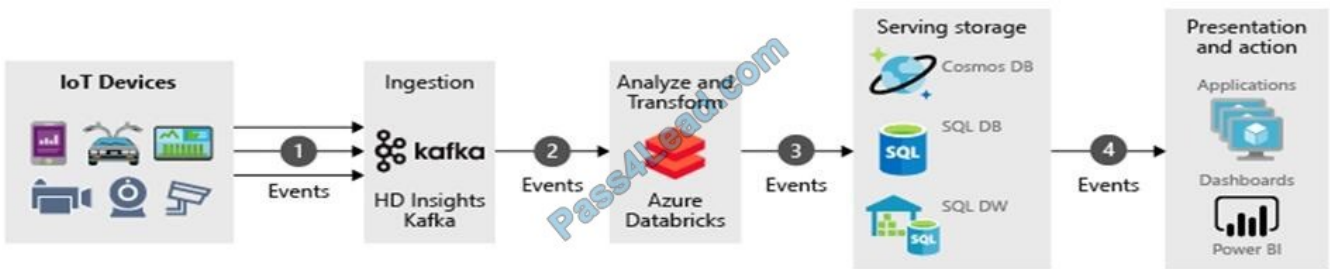 IoT Devices
1
Events
Ingestion
kafka
HD Insights
Kafka
2
Events
Analyze and
Transform
Azure
Databricks
3
Events
Serving storage
Cosmos DB
SQL DB
SQL
SQL DW
SQL
4
Events
Presentation
and action
Applications
Dashboards
Power BI
Pass4Lead.com